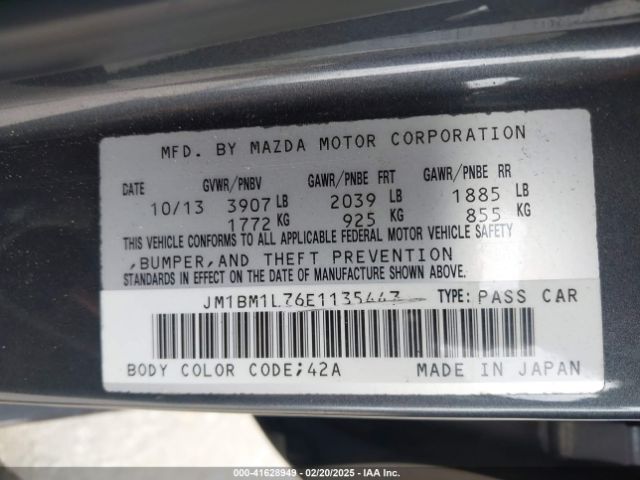 MFD. BY MAZDA MOTOR CORPORATION
DATE GVWR/PNBV GAWR/PNBE FRT GAWR/PNBE RR
10/13 3907 LB 2039 LB 1885 LB
1772 KG 925 KG 855 KG
THIS VEHICLE CONFORMS TO ALL APPLICABLE FEDERAL MOTOR VEHICLE SAFETY
,BUMPER,AND THEFT PREVENTION
STANDARDS IN EFFECT ON THE DATE OF MANUFACTURE SHOWN ABOVE.
JM1BM1L76E1135447 TYPE: PASS CAR
BODY COLOR CODE;42A MADE IN JAPAN
000-41628949 — 02/20/2025 — IAA Inc.